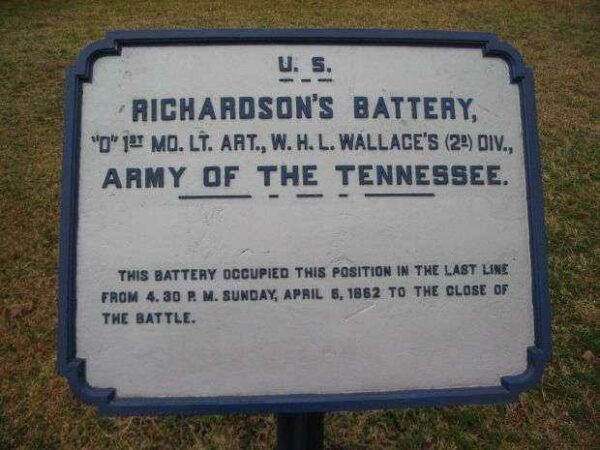 U. S.
RICHARDSON'S BATTERY,
"D" 1ST MO. LT. ART., W. H. L. WALLACE'S (2D) DIV.,
ARMY OF THE TENNESSEE.
THIS BATTERY OCCUPIED THIS POSITION IN THE LAST LINE
FROM 4.30 P. M. SUNDAY, APRIL 6, 1862 TO THE CLOSE OF
THE BATTLE.